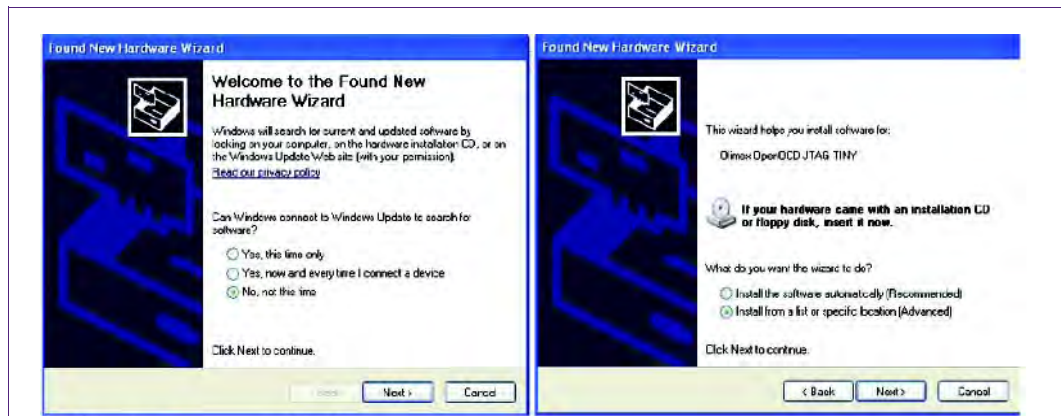 Found New Hardware Wizard
Welcome to the Found New
Hardware Wizard
Windows will search for current and updated software by
looking on your computer, on the hardware installation CD, or on
the Windows Update Web site (with your permission).
Read our privacy policy
Can Windows connect to Windows Update to search for
software?
Yes, this time only
Yes, now and every time I connect a device
No, not this time
Click Next to continue.
< Back
Next >
Cancel
Found New Hardware Wizard
This wizard helps you install software for:
Olimex OpenOCD JTAG TINY
If your hardware came with an installation CD
or floppy disk, insert it now.
What do you want the wizard to do?
Install the software automatically (Recommended)
Install from a list or specific location (Advanced)
Click Next to continue.
< Back
Next >
Cancel